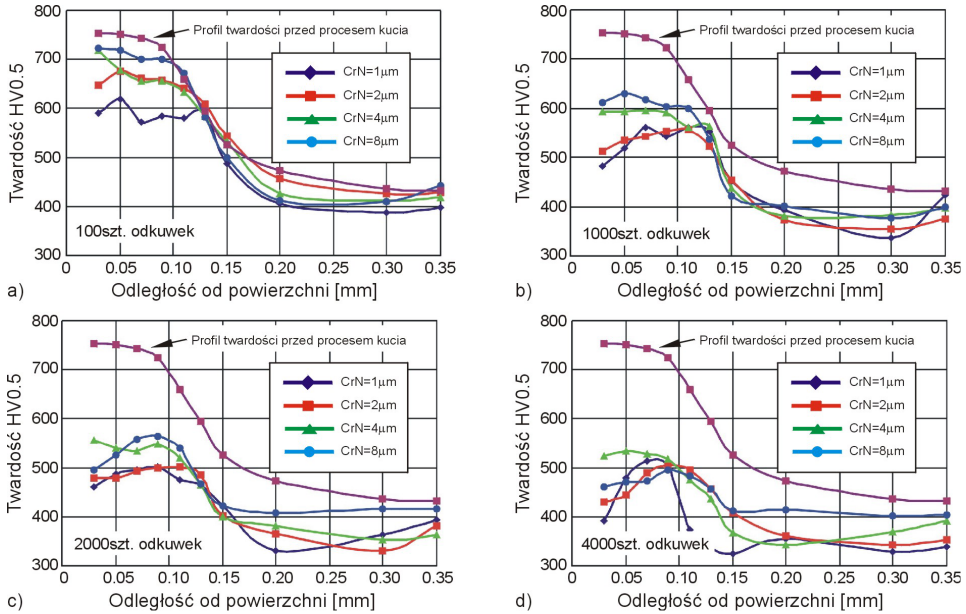 800
700
600
500
400
300
Twardość HV0.5
Profil twardości przed procesem kucia
CrN=1µm
CrN=2µm
CrN=4µm
CrN=8µm
100szt. odkuwek
0 0.05 0.10 0.15 0.20 0.25 0.30 0.35
a) Odległość od powierzchni [mm]
800
700
600
500
400
300
Twardość HV0.5
Profil twardości przed procesem kucia
CrN=1µm
CrN=2µm
CrN=4µm
CrN=8µm
1000szt. odkuwek
0 0.05 0.10 0.15 0.20 0.25 0.30 0.35
b) Odległość od powierzchni [mm]
800
700
600
500
400
300
Twardość HV0.5
Profil twardości przed procesem kucia
CrN=1µm
CrN=2µm
CrN=4µm
CrN=8µm
2000szt. odkuwek
0 0.05 0.10 0.15 0.20 0.25 0.30 0.35
c) Odległość od powierzchni [mm]
800
700
600
500
400
300
Twardość HV0.5
Profil twardości przed procesem kucia
CrN=1µm
CrN=2µm
CrN=4µm
CrN=8µm
4000szt. odkuwek
0 0.05 0.10 0.15 0.20 0.25 0.30 0.35
d) Odległość od powierzchni [mm]